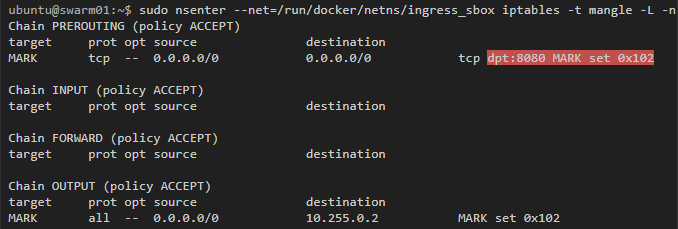 ubuntu@swarm01:~$ sudo nsenter --net=/run/docker/netns/ingress_sbox iptables -t mangle -L -n
Chain PREROUTING (policy ACCEPT)
target     prot opt source               destination
MARK       tcp  --  0.0.0.0/0            0.0.0.0/0            tcp dpt:8080 MARK set 0x102

Chain INPUT (policy ACCEPT)
target     prot opt source               destination

Chain FORWARD (policy ACCEPT)
target     prot opt source               destination

Chain OUTPUT (policy ACCEPT)
target     prot opt source               destination
MARK       all  --  0.0.0.0/0            10.255.0.2           MARK set 0x102